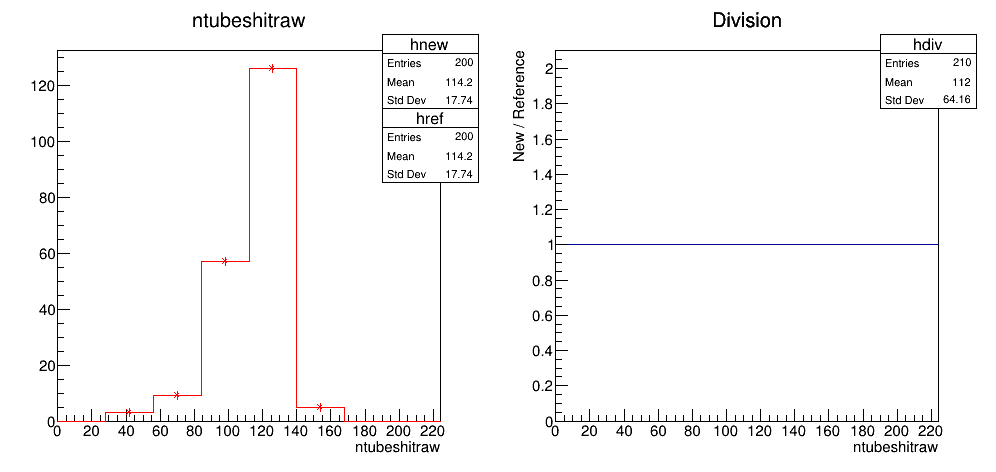 ntubeshitraw
hnew
Entries 200
Mean 114.2
Std Dev 17.74
href
Entries 200
Mean 114.2
Std Dev 17.74
120
100
80
60
40
20
0
0 20 40 60 80 100 120 140 160 180 200 220
ntubeshitraw
Division
hdiv
Entries 210
Mean 112
Std Dev 64.16
New / Reference
2
1.8
1.6
1.4
1.2
1
0.8
0.6
0.4
0.2
0
0 20 40 60 80 100 120 140 160 180 200 220
ntubeshitraw